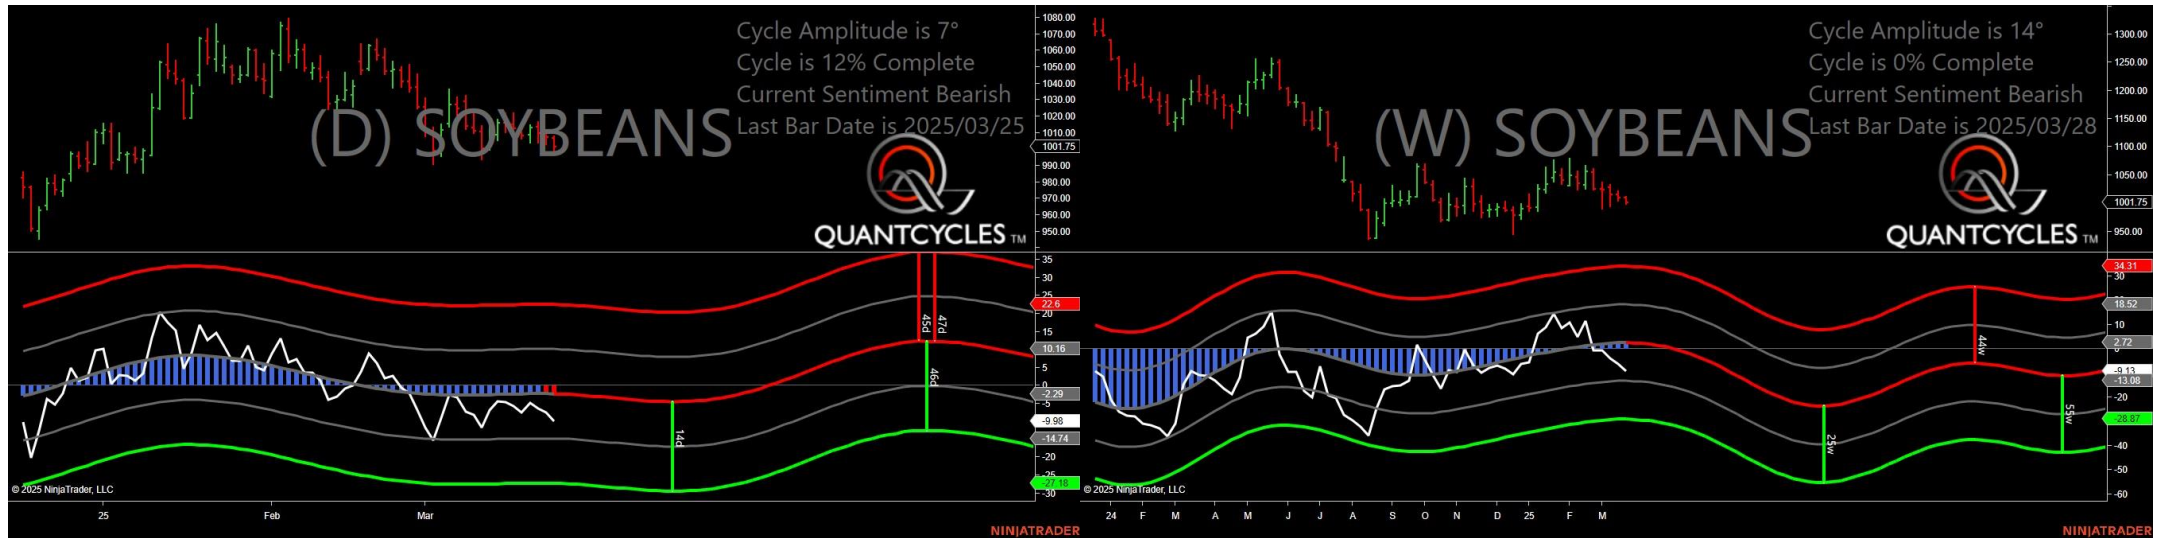 Cycle Amplitude is 7°
Cycle is 12% Complete
Current Sentiment Bearish
Last Bar Date is 2025/03/25
(D) SOYBEANS
QUANTCYCLES TM
1080.00
1070.00
1060.00
1050.00
1040.00
1030.00
1020.00
1010.00
1001.75
990.00
980.00
970.00
960.00
950.00
35
30
25
22.6
20
15
10.16
5
0
-2.29
-5
-9.98
-14.74
-20
-25
-27.18
-30
45d
47d
46d
14d
© 2025 NinjaTrader, LLC
25
Feb
Mar
NINJATRADER
Cycle Amplitude is 14°
Cycle is 0% Complete
Current Sentiment Bearish
Last Bar Date is 2025/03/28
(W) SOYBEANS
QUANTCYCLES TM
1300.00
1250.00
1200.00
1150.00
1100.00
1050.00
1001.75
950.00
34.31
30
18.52
10
2.72
-9.13
-13.08
-20
-28.87
-40
-50
-60
44w
55w
25w
© 2025 NinjaTrader, LLC
24 F M A M J J A S O N D 25 F M
NINJATRADER